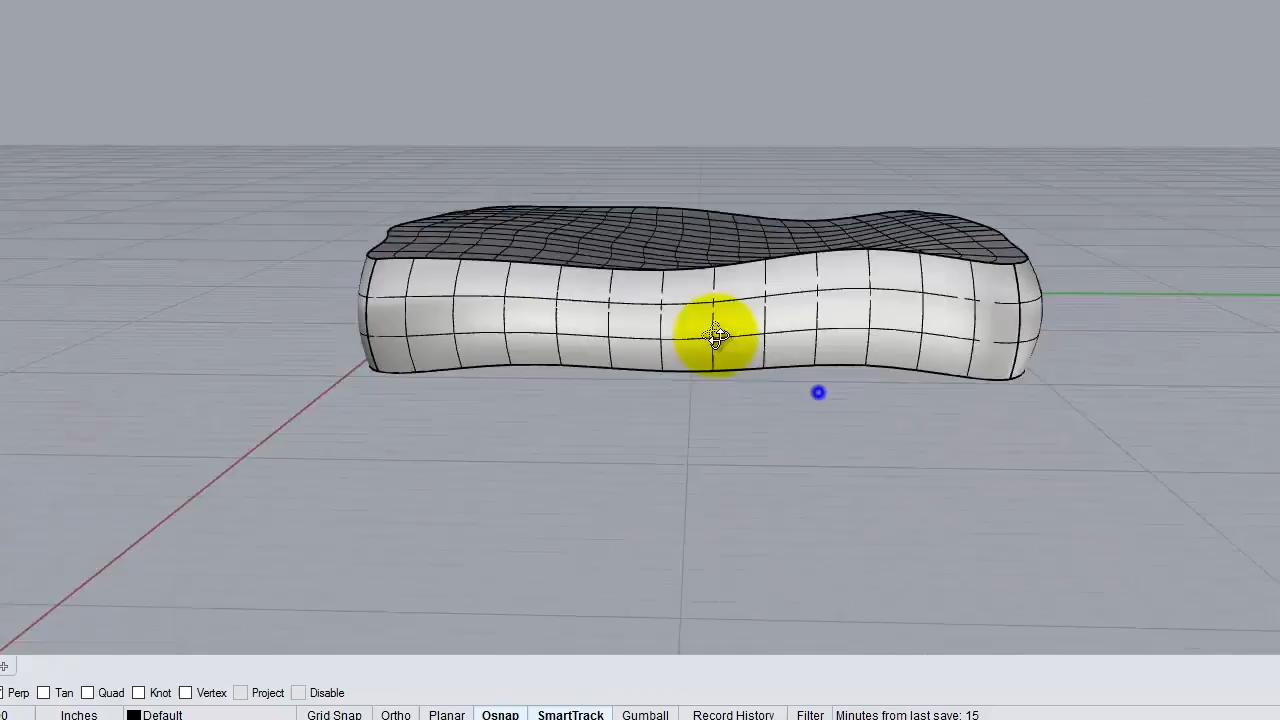 Perp Tan Quad Knot Vertex Project Disable
Inches Default Grid Snap Ortho Planar Osnap SmartTrack Gumball Record History Filter Minutes from last save: 15